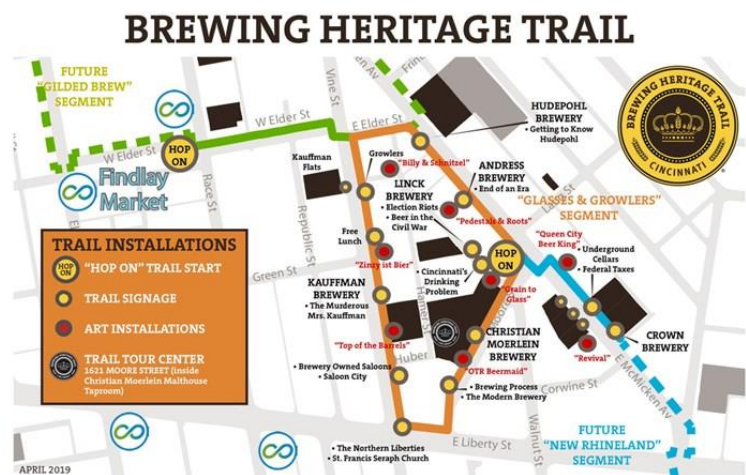 BREWING HERITAGE TRAIL
FUTURE
"GILDED BREW"
SEGMENT
W Elder St
W Elder St
HOP
ON
Findlay
Market
Race St
Republic St
Vine St
E Elder St
Green St
Kauffman
Flats
Growlers
"Billy & Schnitzel"
HUDEPOHL
BREWERY
• Getting to Know
Hudepohl
BREWING HERITAGE TRAIL
CINCINNATI
ANDRESS
BREWERY
• End of an Era
LINCK
BREWERY
• Election Riots
• Beer in the
Civil War
"Pedestals & Roots"
"GLASSES & GROWLERS"
SEGMENT
Free
Lunch
"Zinzy ist Bier"
HOP
ON
"Queen City
Beer King"
• Underground
Cellars
• Federal Taxes
• Cincinnati's
Drinking
Problem
"Grain to
Glass"
Hamer St
KAUFFMAN
BREWERY
• The Murderous
Mrs. Kauffman
"Top of the Barrels"
CHRISTIAN
MOERLEIN
BREWERY
"OTR Beermaid"
"Revival"
CROWN
BREWERY
Huber
• Brewery Owned Saloons
• Saloon City
• Brewing Process
• The Modern Brewery
Corwine St
E McMicken Av
Walnut St
E Liberty St
• The Northern Liberties
• St. Francis Seraph Church
FUTURE
"NEW RHINELAND"
SEGMENT
TRAIL INSTALLATIONS
HOP
ON
"HOP ON" TRAIL START
TRAIL SIGNAGE
ART INSTALLATIONS
TRAIL TOUR CENTER
1621 MOORE STREET (inside
Christian Moerlein Malthouse
Taproom)
APRIL 2019